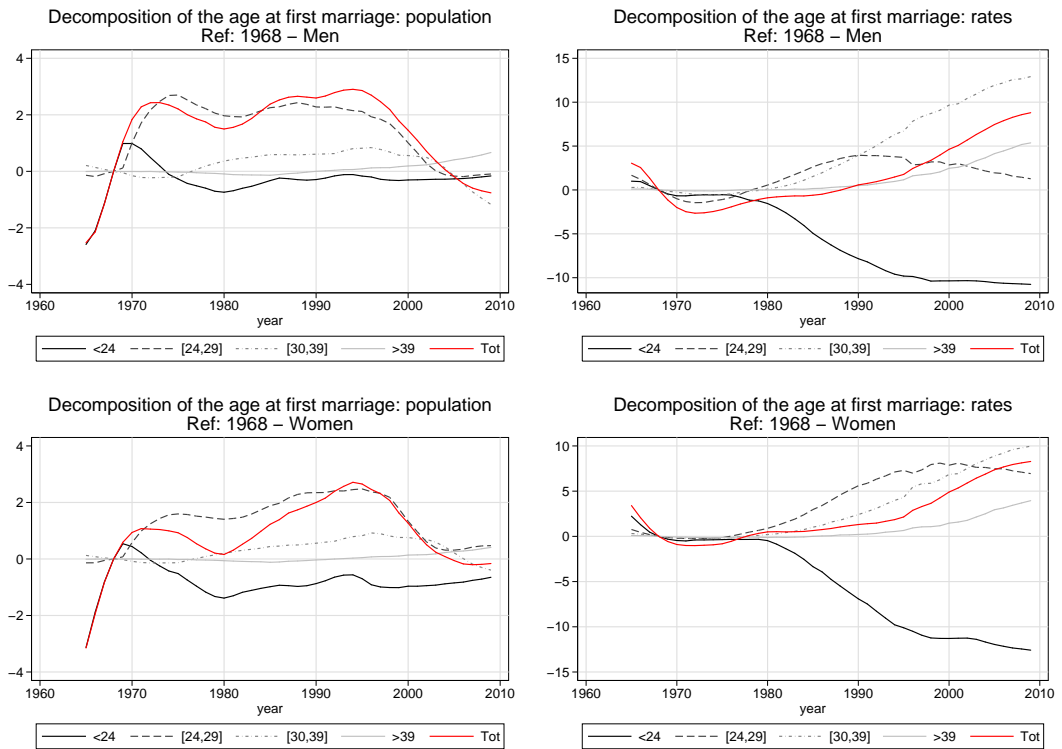 Decomposition of the age at first marriage: population
Ref: 1968 – Men
4
2
0
−2
−4
1960 1970 1980 1990 2000 2010
year
<24 [24,29] [30,39] >39 Tot
Decomposition of the age at first marriage: rates
Ref: 1968 – Men
15
10
5
0
−5
−10
1960 1970 1980 1990 2000 2010
year
<24 [24,29] [30,39] >39 Tot
Decomposition of the age at first marriage: population
Ref: 1968 – Women
4
2
0
−2
−4
1960 1970 1980 1990 2000 2010
year
<24 [24,29] [30,39] >39 Tot
Decomposition of the age at first marriage: rates
Ref: 1968 – Women
10
5
0
−5
−10
−15
1960 1970 1980 1990 2000 2010
year
<24 [24,29] [30,39] >39 Tot